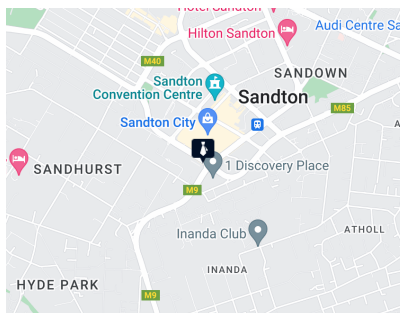 Hotel Sandton
Audi Centre Sa
Hilton Sandton
M40
SANDOWN
Sandton
Convention Centre
Sandton
M85
Sandton City
1 Discovery Place
SANDHURST
M9
ATHOLL
Inanda Club
INANDA
HYDE PARK
M9